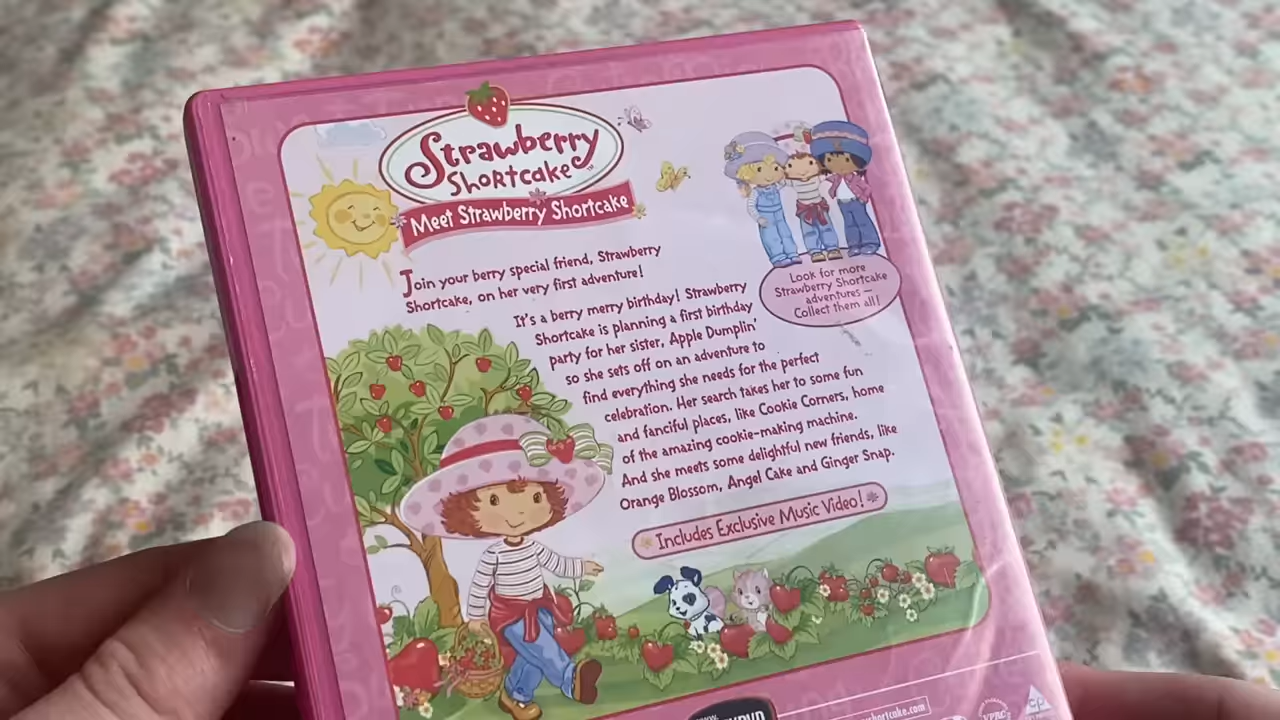 Strawberry
Shortcake™
Meet Strawberry Shortcake
Join your berry special friend, Strawberry
Shortcake, on her very first adventure!
It's a berry merry birthday! Strawberry
Shortcake is planning a first birthday
party for her sister, Apple Dumplin'
so she sets off on an adventure to
find everything she needs for the perfect
celebration. Her search takes her to some fun
and fanciful places, like Cookie Corners, home
of the amazing cookie-making machine.
And she meets some delightful new friends, like
Orange Blossom, Angel Cake and Ginger Snap.
Look for more
Strawberry Shortcake
adventures —
Collect them all!
Includes Exclusive Music Video!
shortcake.com